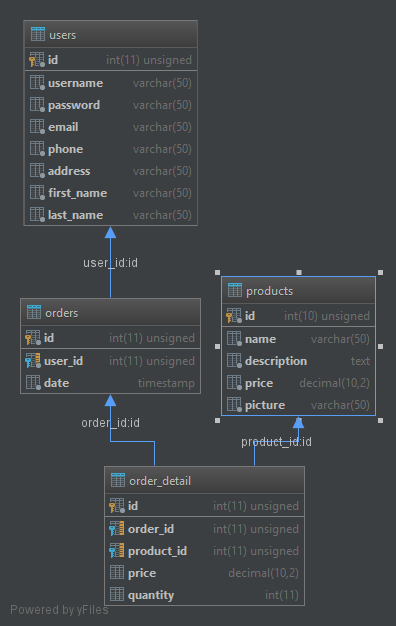 users
id int(11) unsigned
username varchar(50)
password varchar(50)
email varchar(50)
phone varchar(50)
address varchar(50)
first_name varchar(50)
last_name varchar(50)
user_id:id
orders
id int(11) unsigned
user_id int(11) unsigned
date timestamp
products
id int(10) unsigned
name varchar(50)
description text
price decimal(10,2)
picture varchar(50)
order_id:id
product_id:id
order_detail
id int(11) unsigned
order_id int(11) unsigned
product_id int(11) unsigned
price decimal(10,2)
quantity int(11)
Powered by yFiles